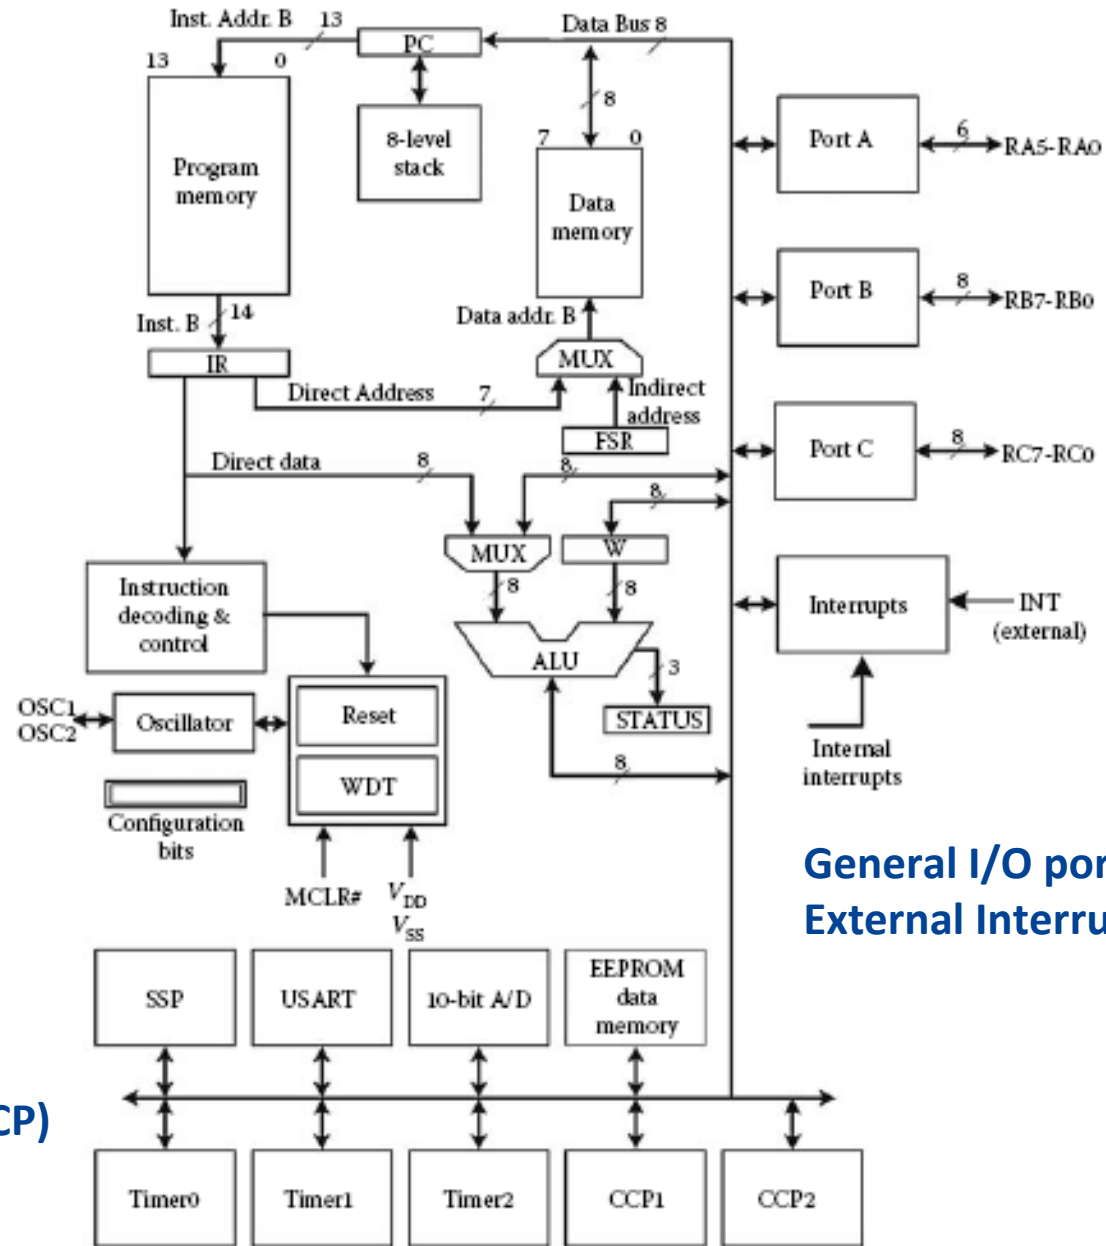 Inst. Addr. B 13
PC
Data Bus 8
13 0
Program
memory
8-level
stack
8
7 0
Data
memory
Port A
6
RA5-RA0
Port B
8
RB7-RB0
Inst. B 14
IR
Data addr. B
MUX
Direct Address 7
Indirect
address
FSR
Port C
8
RC7-RC0
Direct data 8
8
8
MUX
W
8
8
ALU
3
STATUS
8
Instruction
decoding &
control
Interrupts
INT
(external)
Internal
interrupts
OSC1
OSC2
Oscillator
Reset
WDT
Configuration
bits
MCLR#
VDD
VSS
General I/O por
External Interru
SSP
USART
10-bit A/D
EEPROM
data
memory
CP)
Timer0
Timer1
Timer2
CCP1
CCP2